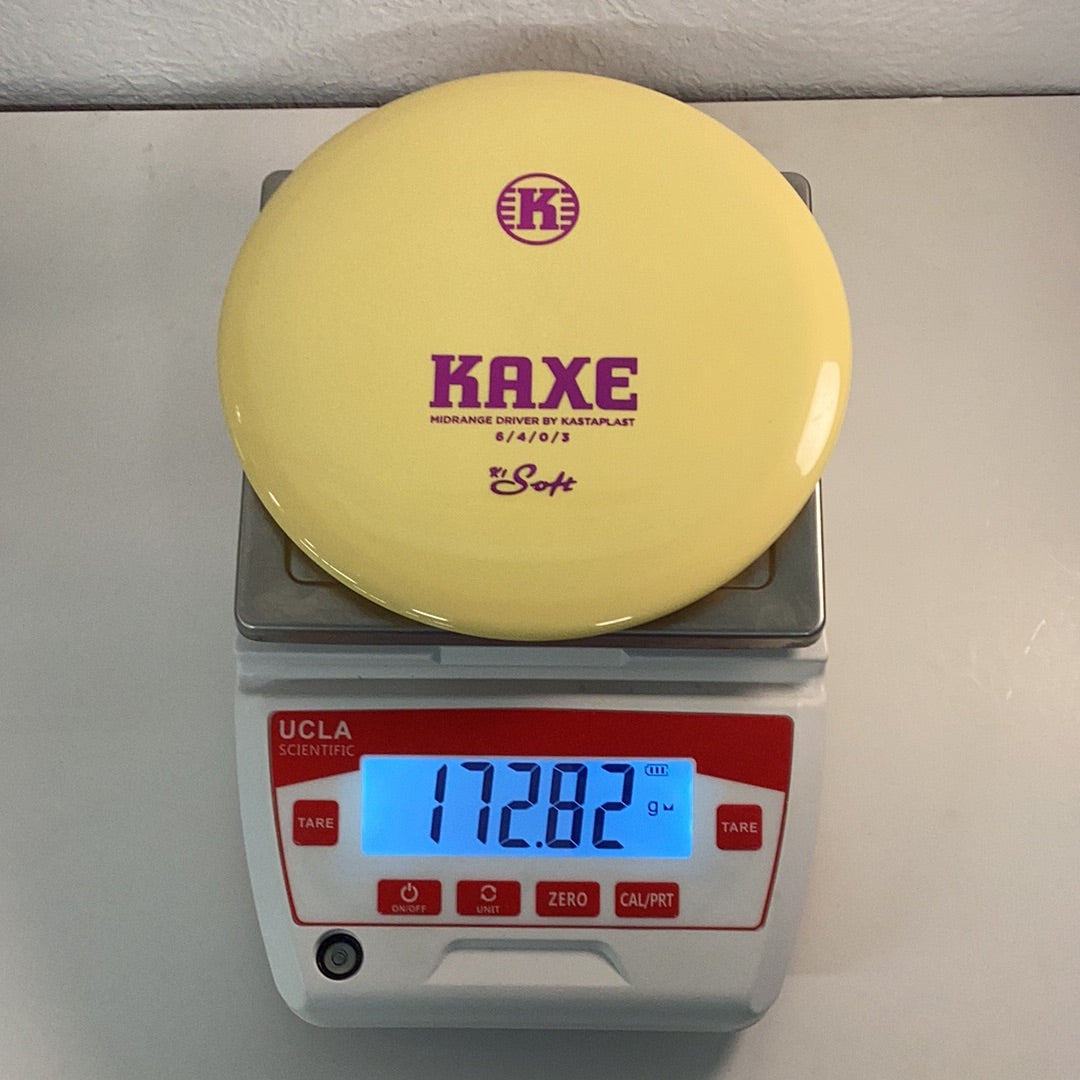 K
KAXE
MIDRANGE DRIVER BY KASTAPLAST
6/4/0/3
K1 Soft
UCLA
SCIENTIFIC
172.82 g
TARE
TARE
ON/OFF
UNIT
ZERO
CAL/PRT